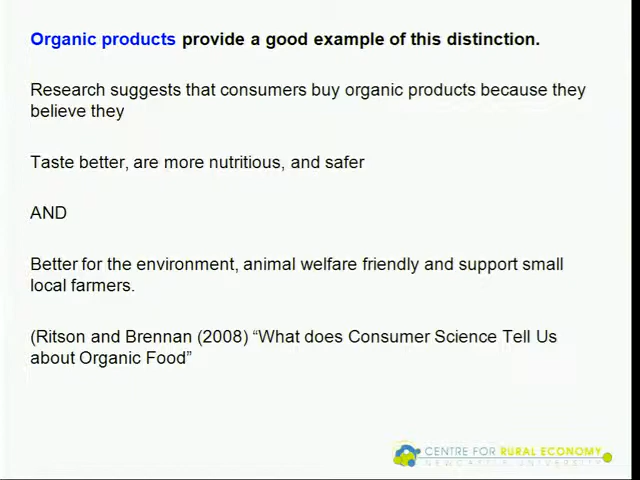 Organic products provide a good example of this distinction.
Research suggests that consumers buy organic products because they
believe they
Taste better, are more nutritious, and safer
AND
Better for the environment, animal welfare friendly and support small
local farmers.
(Ritson and Brennan (2008) “What does Consumer Science Tell Us
about Organic Food”
CENTRE FOR RURAL ECONOMY
NEWCASTLE UNIVERSITY